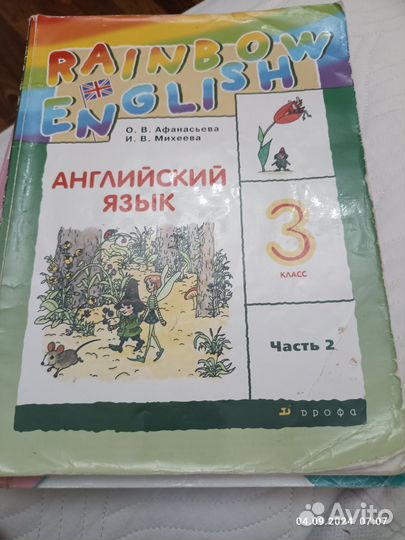 RAINBOW
ENGLISH
О. В. Афанасьева
И. В. Михеева
АНГЛИЙСКИЙ
ЯЗЫК
3
КЛАСС
Часть 2
дрофа
04.09.2024 07:07
Avito